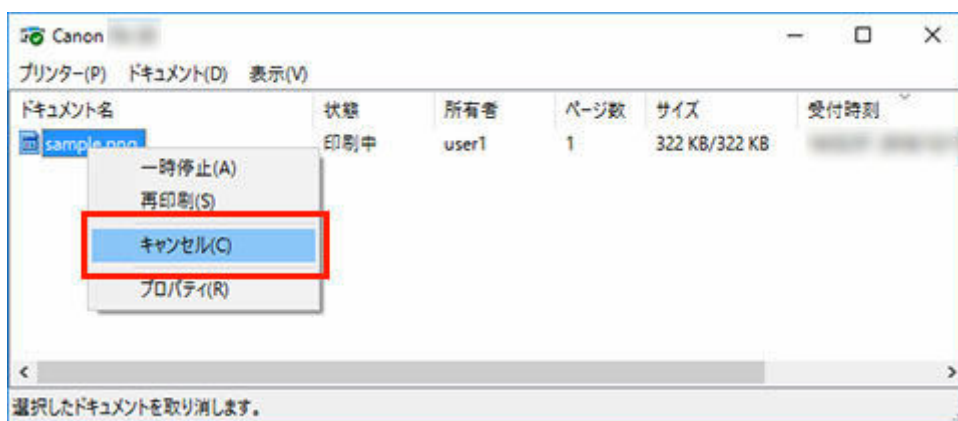 Canon
プリンター(P) ドキュメント(D) 表示(V)
ドキュメント名 状態 所有者 ページ数 サイズ 受付時刻
sample.png 印刷中 user1 1 322 KB/322 KB
一時停止(A)
再印刷(S)
キャンセル(C)
プロパティ(R)
選択したドキュメントを取り消します。